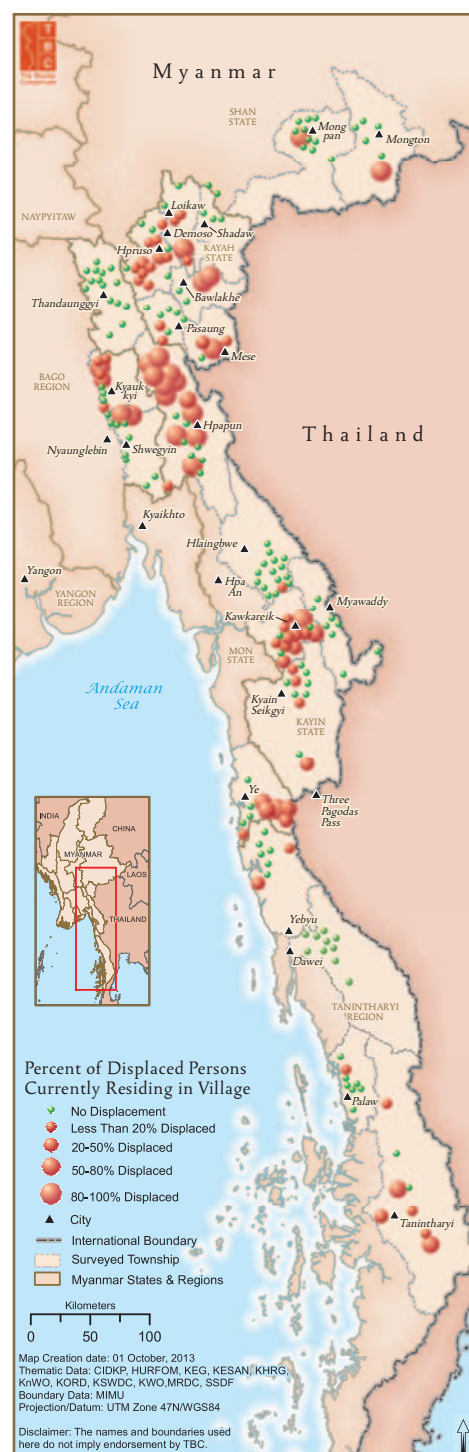 T
B
C
The Border
Consortium
Myanmar
SHAN
STATE
Mong
pan
Mongton
NAYPYITAW
Loikaw
Demoso Shadaw
Hpruso
KAYAH
STATE
Bawlakhe
Thandaunggyi
Pasaung
Mese
BAGO
REGION
Kyauk
kyi
Hpapun
Thailand
Nyaunglebin
Shwegyin
Kyaikhto
Hlaingbwe
Yangon
Hpa
An
YANGON
REGION
Myawaddy
Kawkareik
MON
STATE
Andaman
Sea
Kyain
Seikgyi
KAYIN
STATE
Ye
Three
Pagodas
Pass
INDIA
CHINA
MYANMAR
LAOS
THAILAND
Yebyu
Dawei
TANINTHARYI
REGION
Palaw
Tanintharyi
Percent of Displaced Persons
Currently Residing in Village
No Displacement
Less Than 20% Displaced
20-50% Displaced
50-80% Displaced
80-100% Displaced
City
International Boundary
Surveyed Township
Myanmar States & Regions
Kilometers
0 50 100
Map Creation date: 01 October, 2013
Thematic Data: CIDKP, HURFOM, KEG, KESAN, KHRG,
KnWO, KORD, KSWDC, KWO,MRDC, SSDF
Boundary Data: MIMU
Projection/Datum: UTM Zone 47N/WGS84
Disclaimer: The names and boundaries used
here do not imply endorsement by TBC.